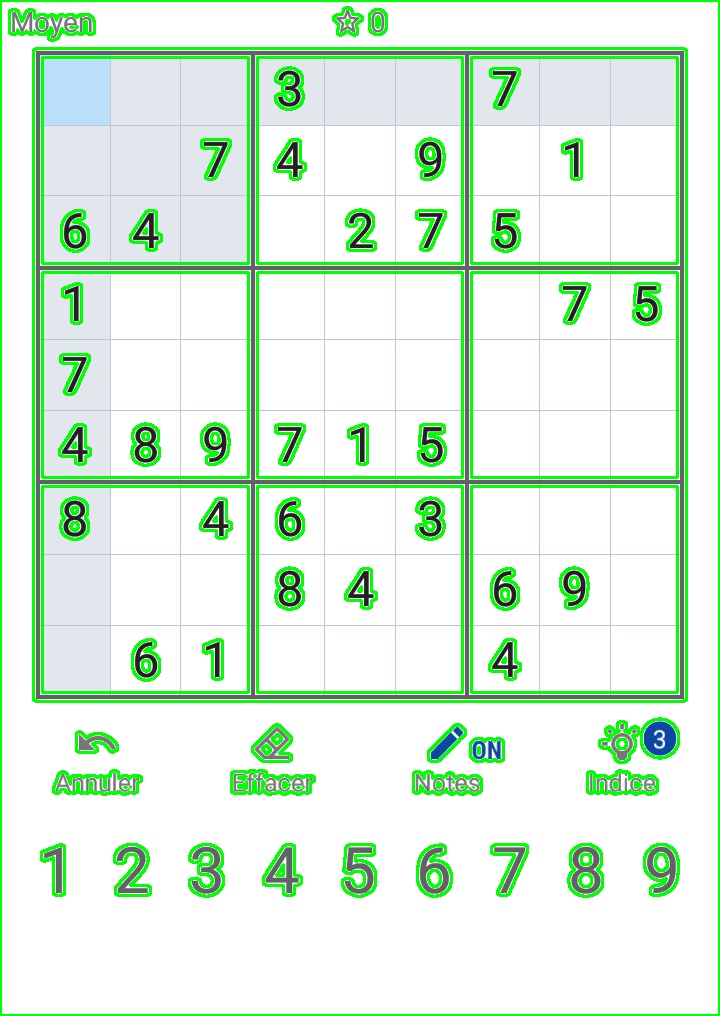 Moyen ☆ 0
3 7
7 4 9 1
6 4 2 7 5
1 7 5
7
4 8 9 7 1 5
8 4 6 3
8 4 6 9
6 1 4
ON 3
Annuler Effacer Notes Indice
1 2 3 4 5 6 7 8 9